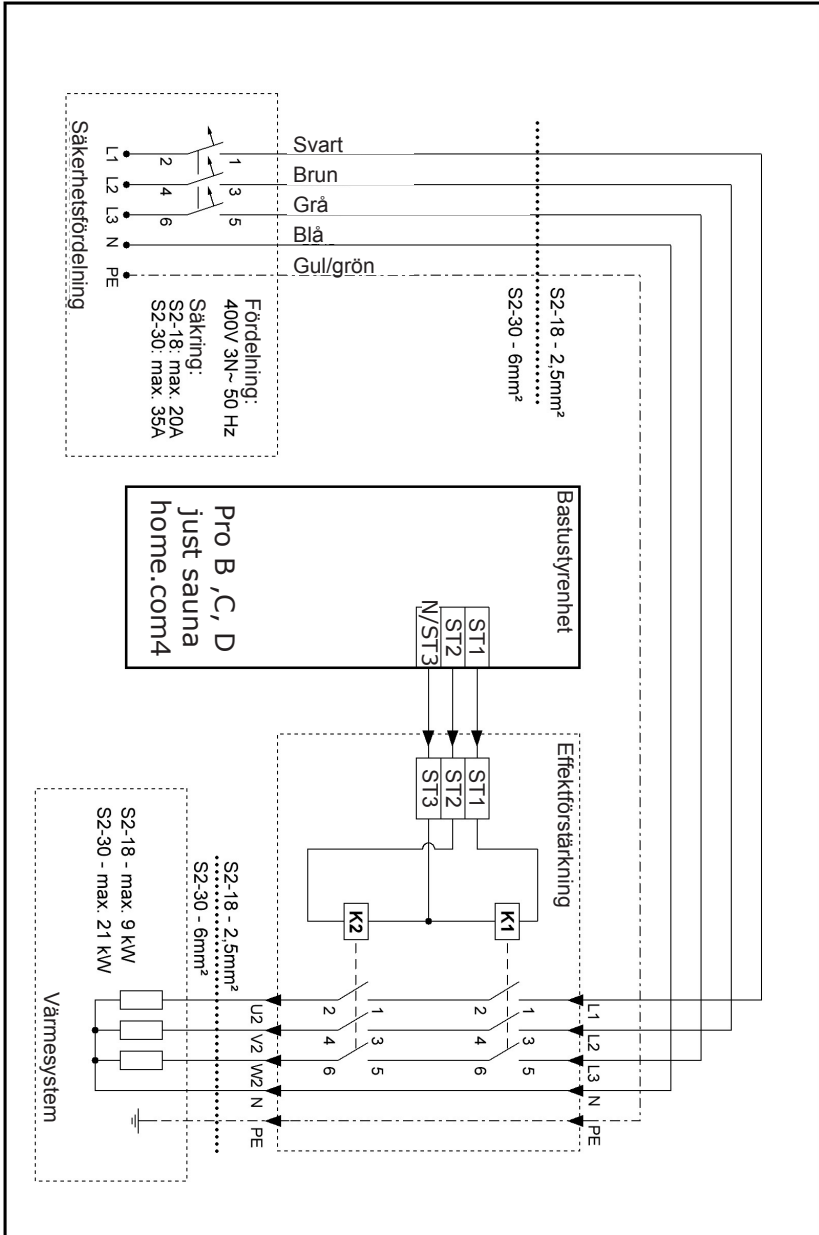 Svart
Brun
Grå
Blå
Gul/grön
Säkerhetsfördelning
L1
L2
L3
N
PE
2
4
6
1
3
5
Fördelning:
400V 3N~ 50 Hz
Säkring:
S2-18: max. 20A
S2-30: max. 35A
S2-18 - 2,5mm²
S2-30 - 6mm²
Bastustyrenhet
Pro B ,C, D
just sauna
home.com4
ST1
ST2
N/ST3
Effektförstärkning
ST1
ST2
ST3
K1
K2
L1
L2
L3
N
PE
1
3
5
2
4
6
1
3
5
2
4
6
U2
V2
W2
N
PE
S2-18 - 2,5mm²
S2-30 - 6mm²
S2-18 - max. 9 kW
S2-30 - max. 21 kW
Värmesystem